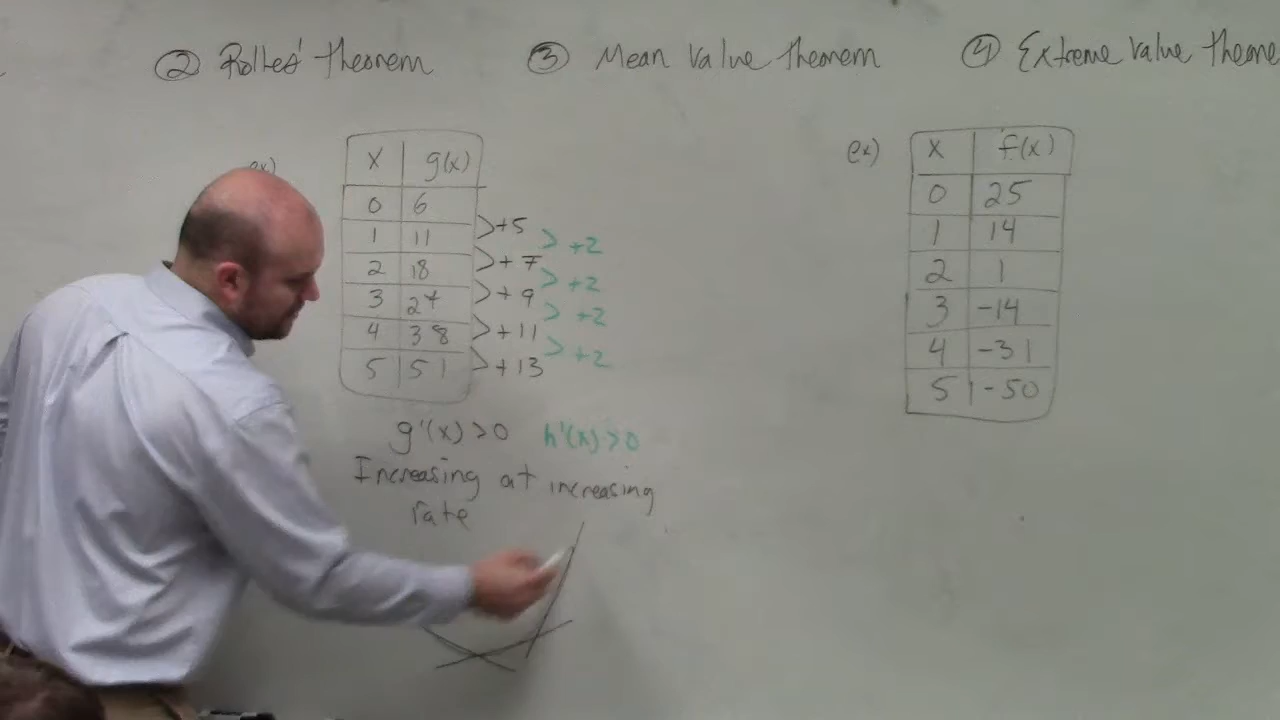 ② Rolles' theorem ③ Mean value theorem ④ Extreme value theore
ex)
x g(x)
0 6
1 11
2 18
3 27
4 38
5 51
+5
+7
+9
+11
+13
+2
+2
+2
+2
g'(x) > 0 h'(x) > 0
Increasing at increasing
rate
ex)
x f(x)
0 25
1 14
2 1
3 -14
4 -31
5 -50